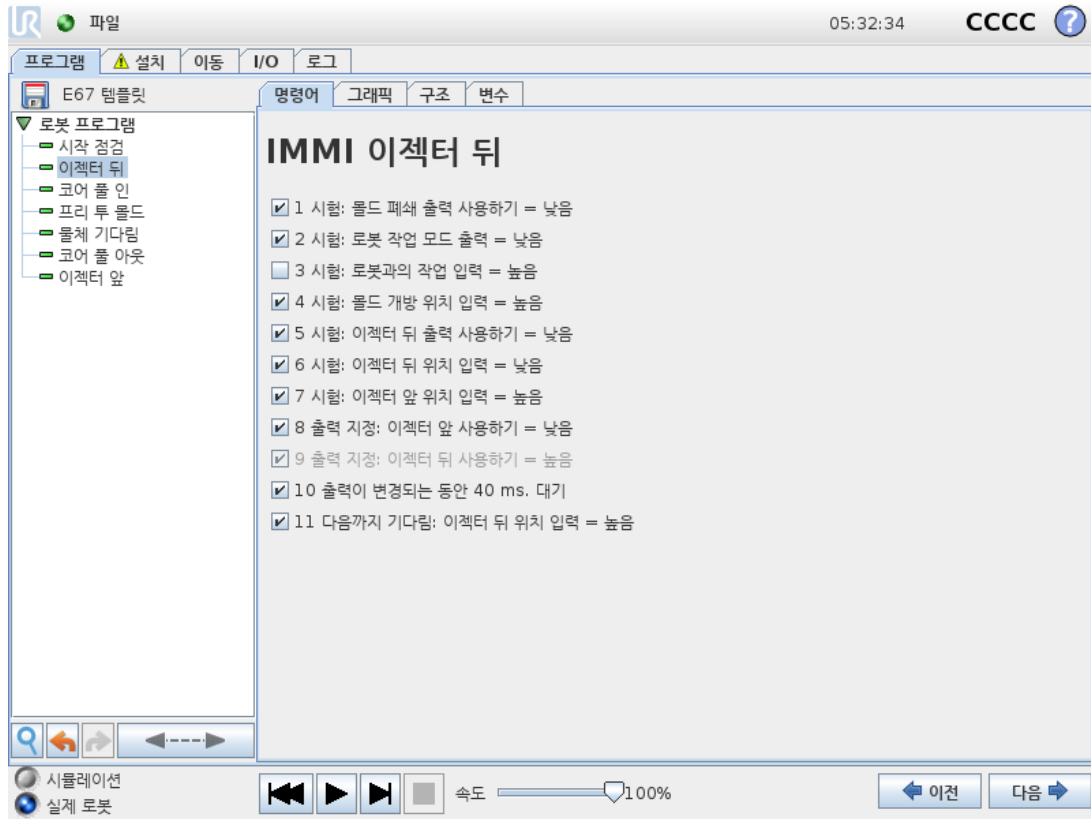 UR 파일 05:32:34 CCCC ?
프로그램 설치 이동 I/O 로그
E67 템플릿
명령어 그래픽 구조 변수
로봇 프로그램
시작 점검
이젝터 뒤
코어 풀 인
프리 투 몰드
물체 기다림
코어 풀 아웃
이젝터 앞
IMMI 이젝터 뒤
1 시험: 몰드 폐쇄 출력 사용하기 = 낮음
2 시험: 로봇 작업 모드 출력 = 낮음
3 시험: 로봇과의 작업 입력 = 높음
4 시험: 몰드 개방 위치 입력 = 높음
5 시험: 이젝터 뒤 출력 사용하기 = 낮음
6 시험: 이젝터 뒤 위치 입력 = 낮음
7 시험: 이젝터 앞 위치 입력 = 높음
8 출력 지정: 이젝터 앞 사용하기 = 낮음
9 출력 지정: 이젝터 뒤 사용하기 = 높음
10 출력이 변경되는 동안 40 ms. 대기
11 다음까지 기다림: 이젝터 뒤 위치 입력 = 높음
시뮬레이션
실제 로봇
속도 100%
이전 다음